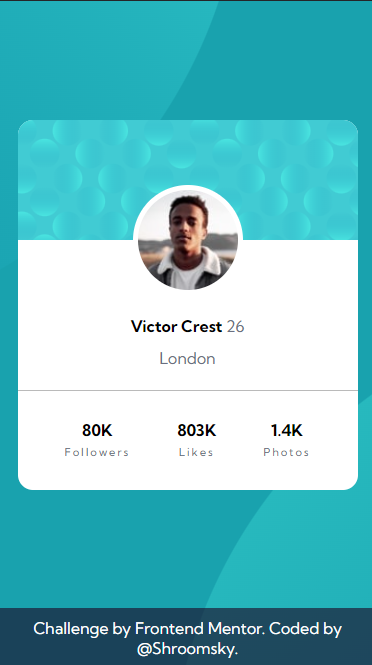 Victor Crest 26
London
80K 803K 1.4K
Followers Likes Photos
Challenge by Frontend Mentor. Coded by
@Shroomsky.